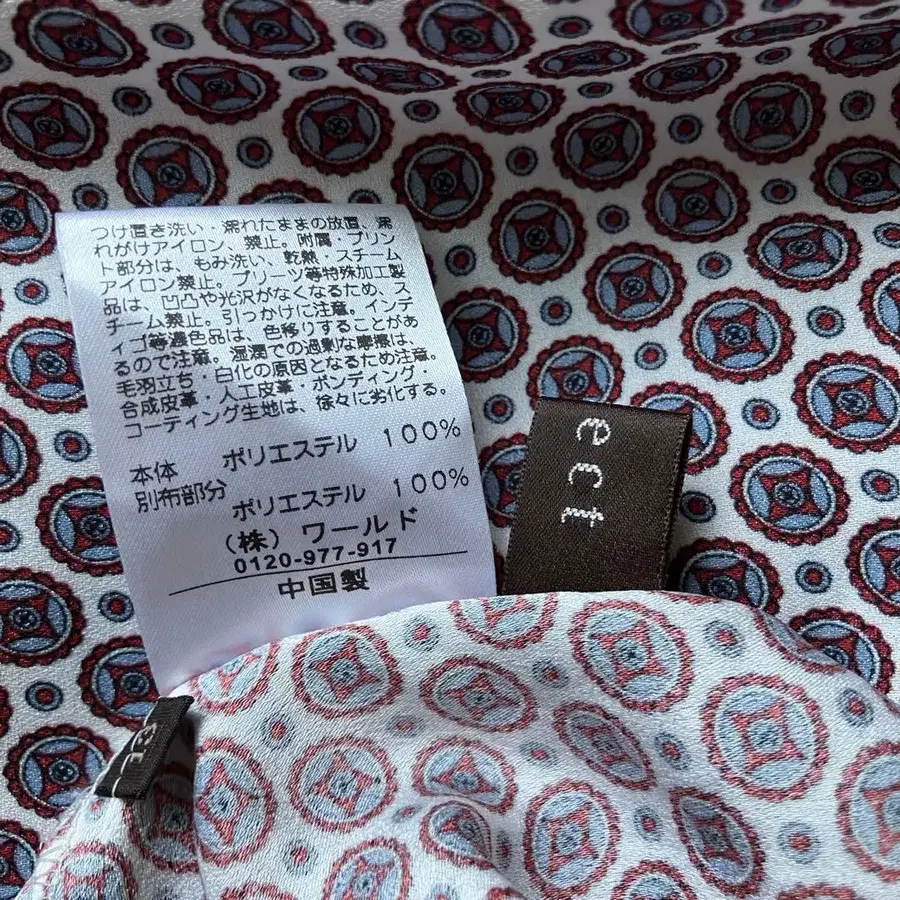 つけ置き洗い・濡れたままの放置、濡
れがけアイロン、禁止。附属・プリン
ト部分は、もみ洗い、乾熱・スチーム
アイロン禁止。プリーツ等特殊加工製
品は、凹凸や光沢がなくなるため、ス
チーム禁止。引っかけに注意。インデ
ィゴ等濃色品は、色移りすることがあ
るので注意。湿潤での過剰な摩擦は、
毛羽立ち・白化の原因となるため注意。
合成皮革・人工皮革・ボンディング・
コーティング生地は、徐々に劣化する。
本体 ポリエステル 100%
別布部分
ポリエステル 100%
(株) ワールド
0120-977-917
中国製
ect